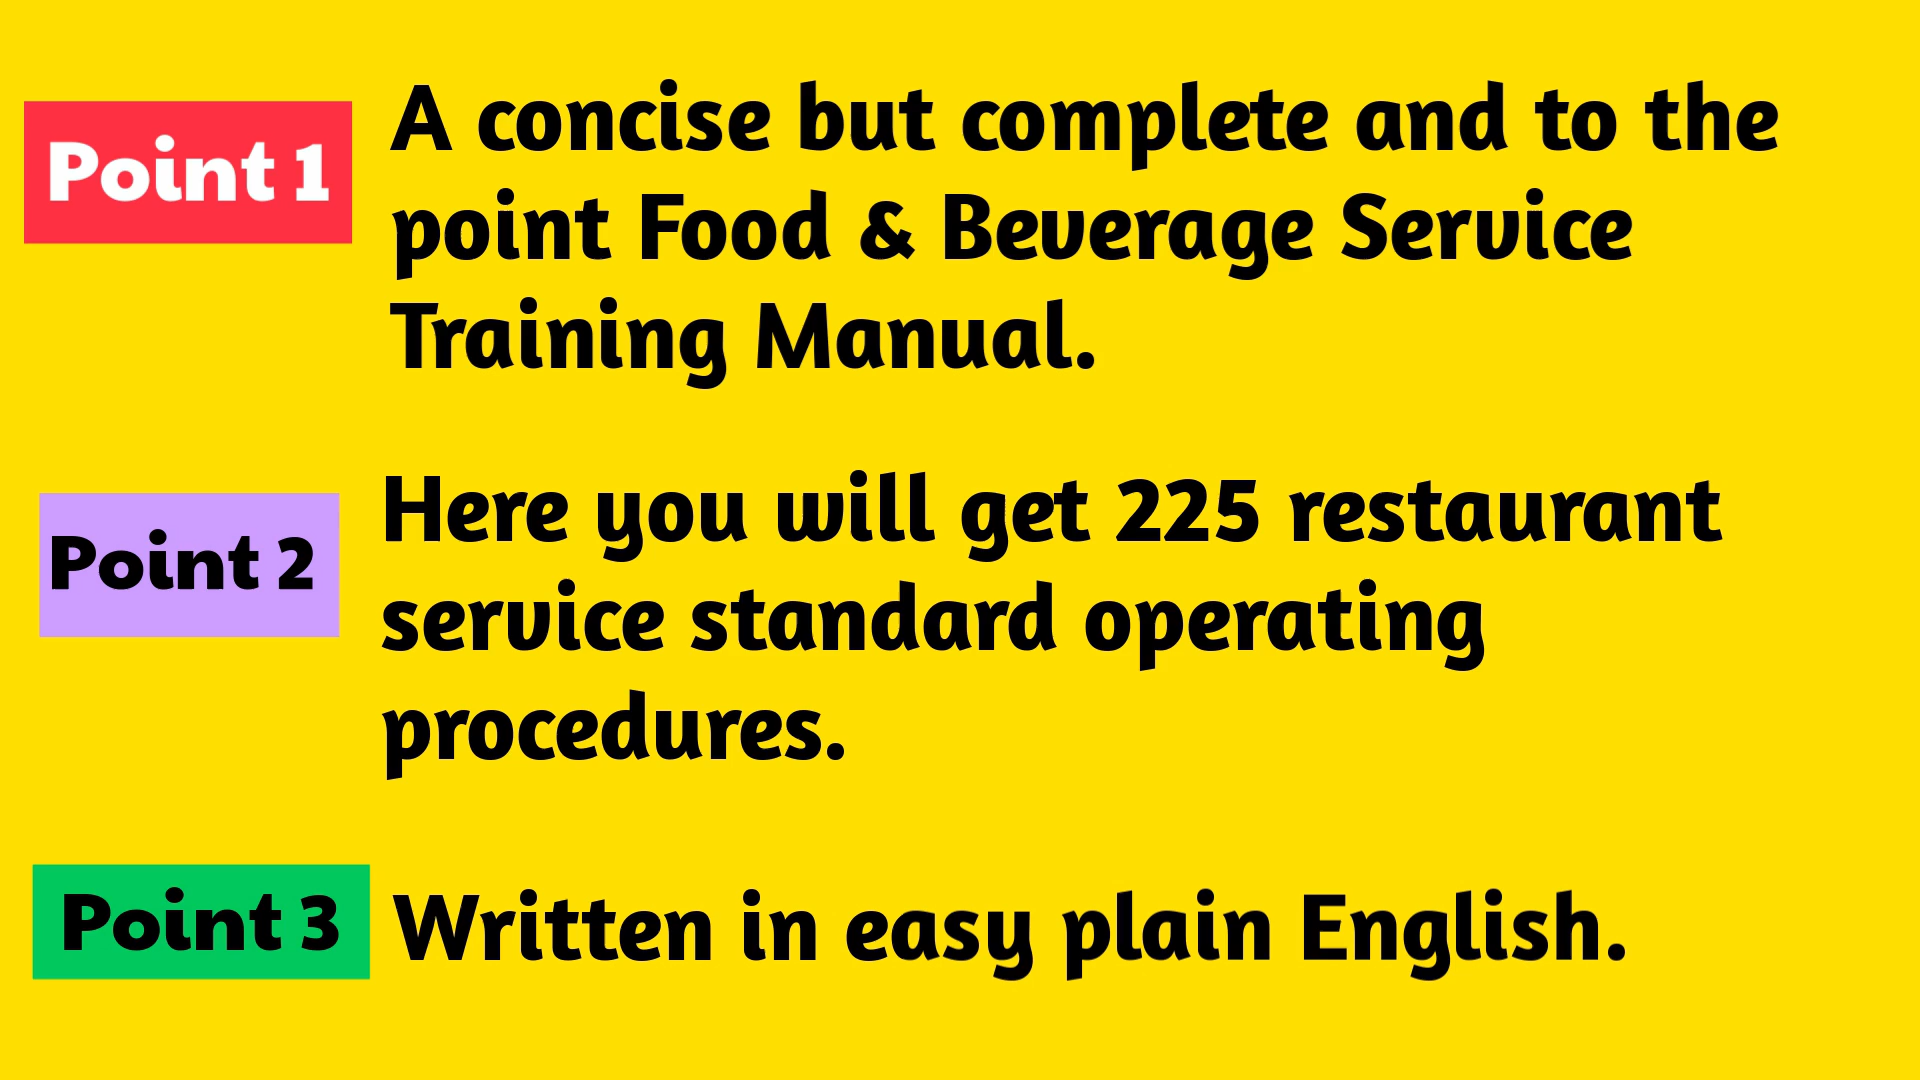 Point 1
A concise but complete and to the
point Food & Beverage Service
Training Manual.
Point 2
Here you will get 225 restaurant
service standard operating
procedures.
Point 3
Written in easy plain English.